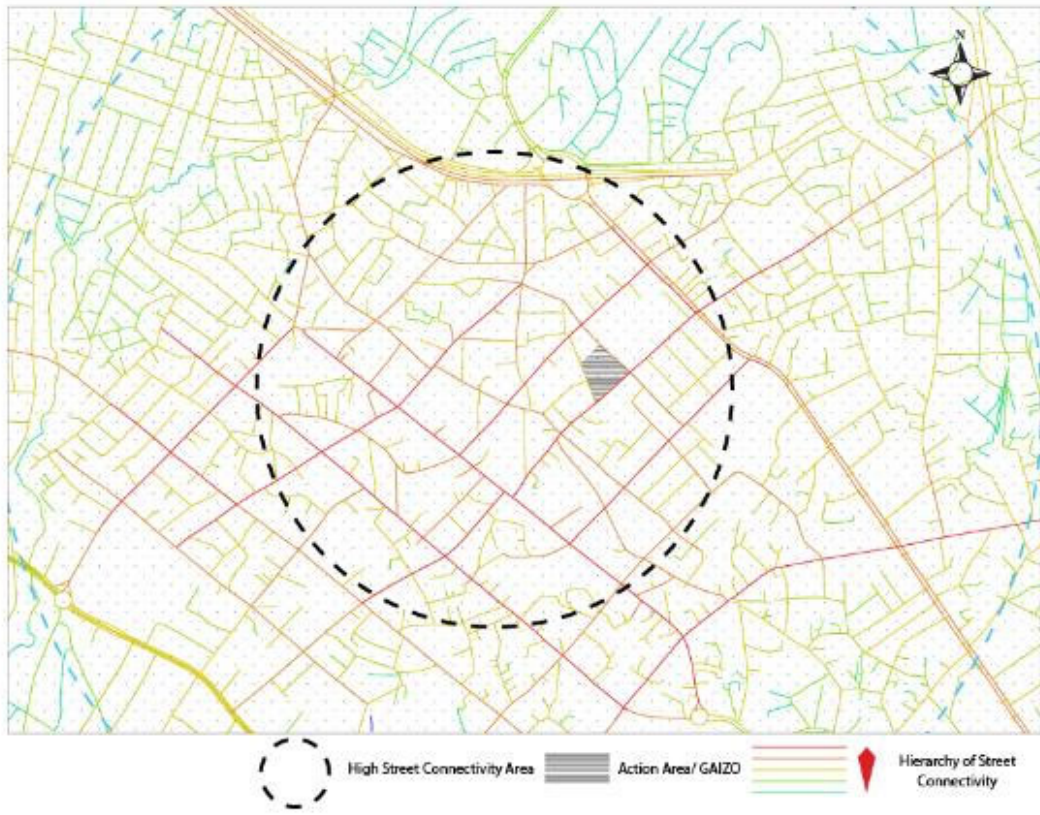 N
High Street Connectivity Area
Action Area/ GAIZO
Hierarchy of Street
Connectivity